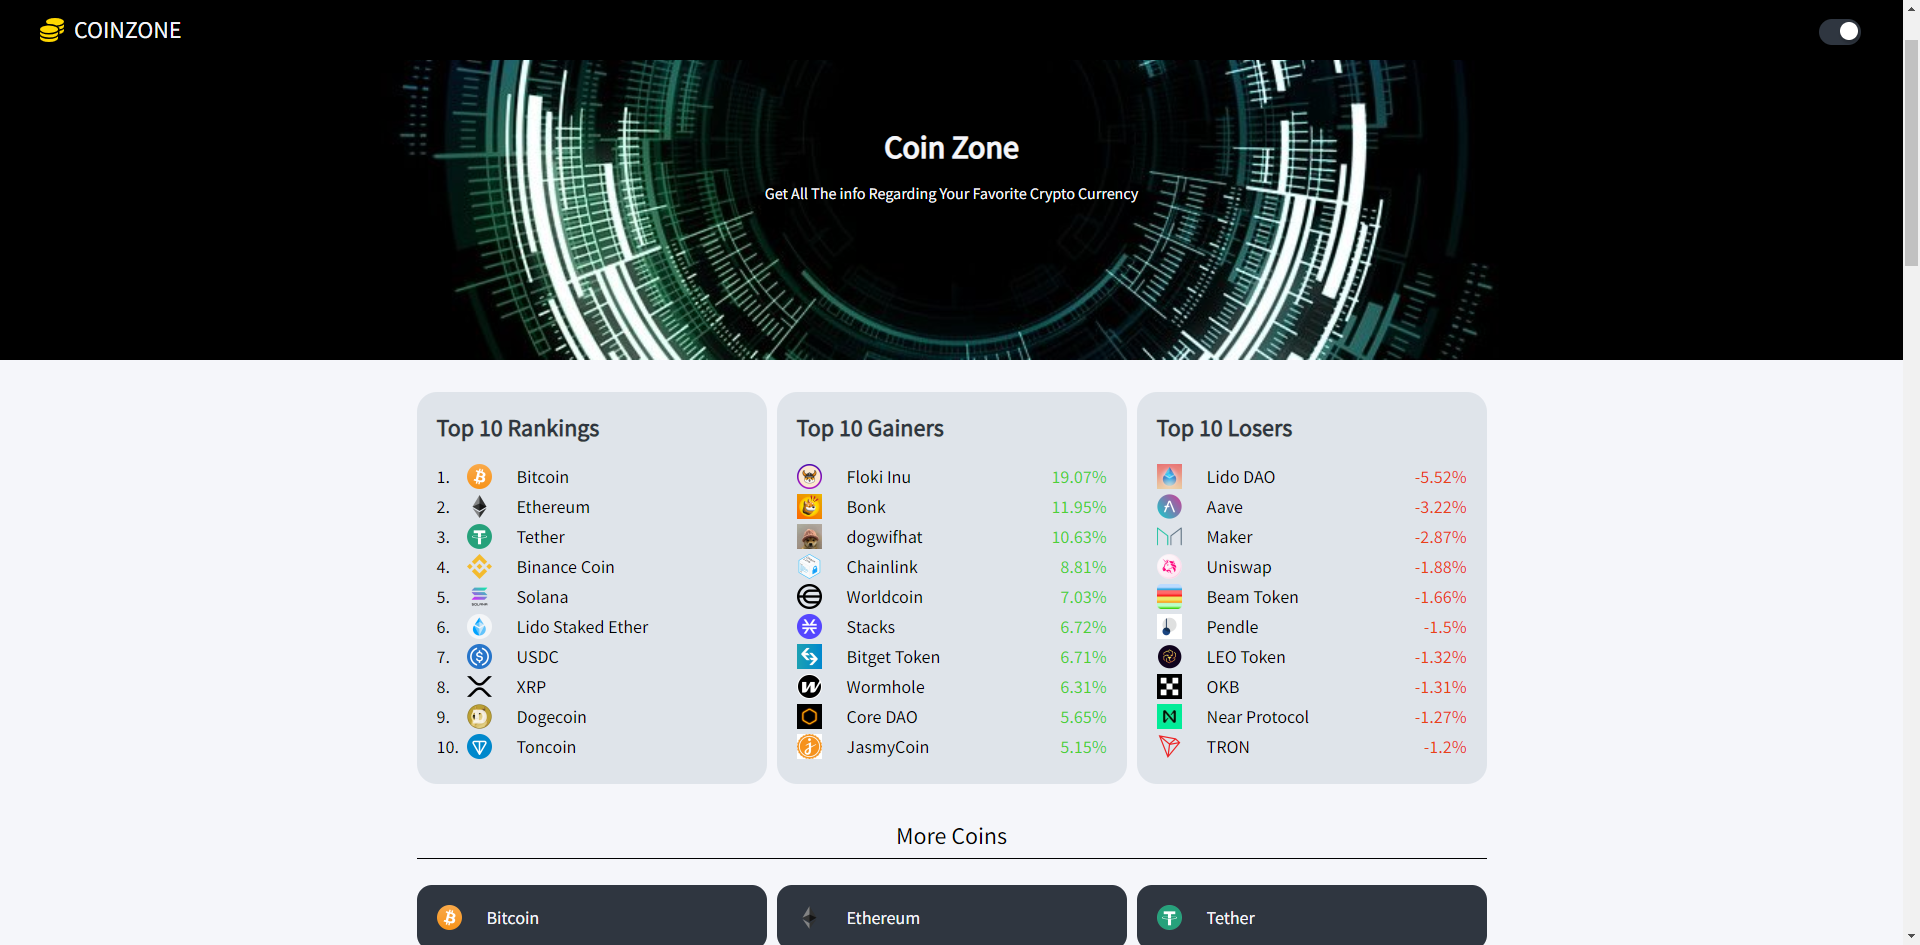 COINZONE
Coin Zone
Get All The info Regarding Your Favorite Crypto Currency
Top 10 Rankings
1. Bitcoin
2. Ethereum
3. Tether
4. Binance Coin
5. Solana
6. Lido Staked Ether
7. USDC
8. XRP
9. Dogecoin
10. Toncoin
Top 10 Gainers
Floki Inu 19.07%
Bonk 11.95%
dogwifhat 10.63%
Chainlink 8.81%
Worldcoin 7.03%
Stacks 6.72%
Bitget Token 6.71%
Wormhole 6.31%
Core DAO 5.65%
JasmyCoin 5.15%
Top 10 Losers
Lido DAO -5.52%
Aave -3.22%
Maker -2.87%
Uniswap -1.88%
Beam Token -1.66%
Pendle -1.5%
LEO Token -1.32%
OKB -1.31%
Near Protocol -1.27%
TRON -1.2%
More Coins
Bitcoin
Ethereum
Tether